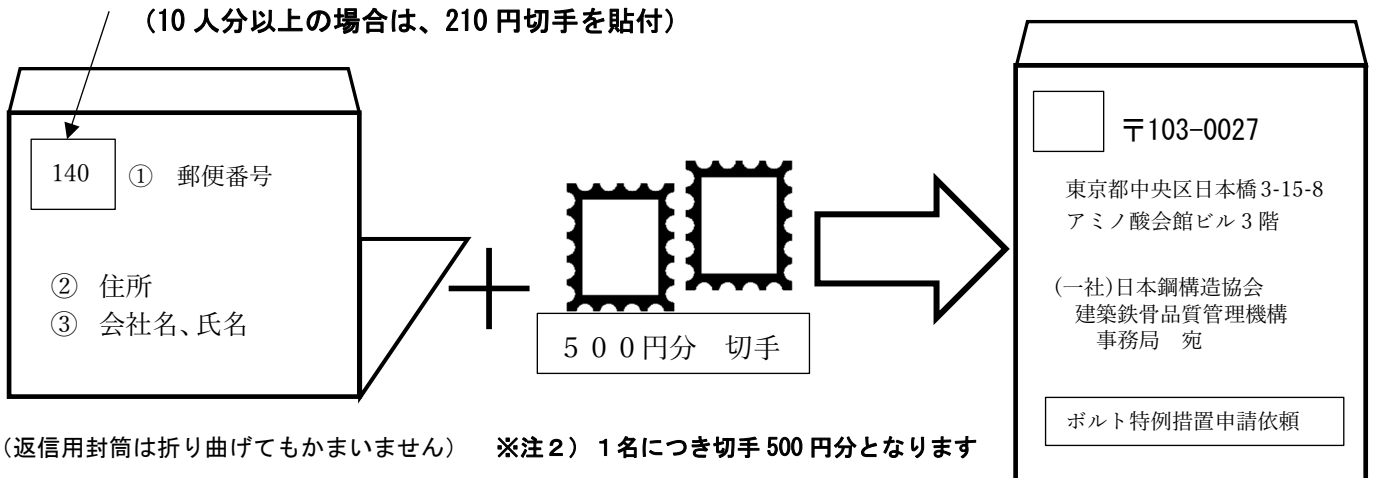 (10 人分以上の場合は、210 円切手を貼付)
140
① 郵便番号
② 住所
③ 会社名、氏名
５００円分 切手
〒103-0027
東京都中央区日本橋 3-15-8
アミノ酸会館ビル 3 階
(一社)日本鋼構造協会
建築鉄骨品質管理機構
事務局 宛
ボルト特例措置申請依頼
(返信用封筒は折り曲げてもかまいません) ※注２) １名につき切手 500 円分となります